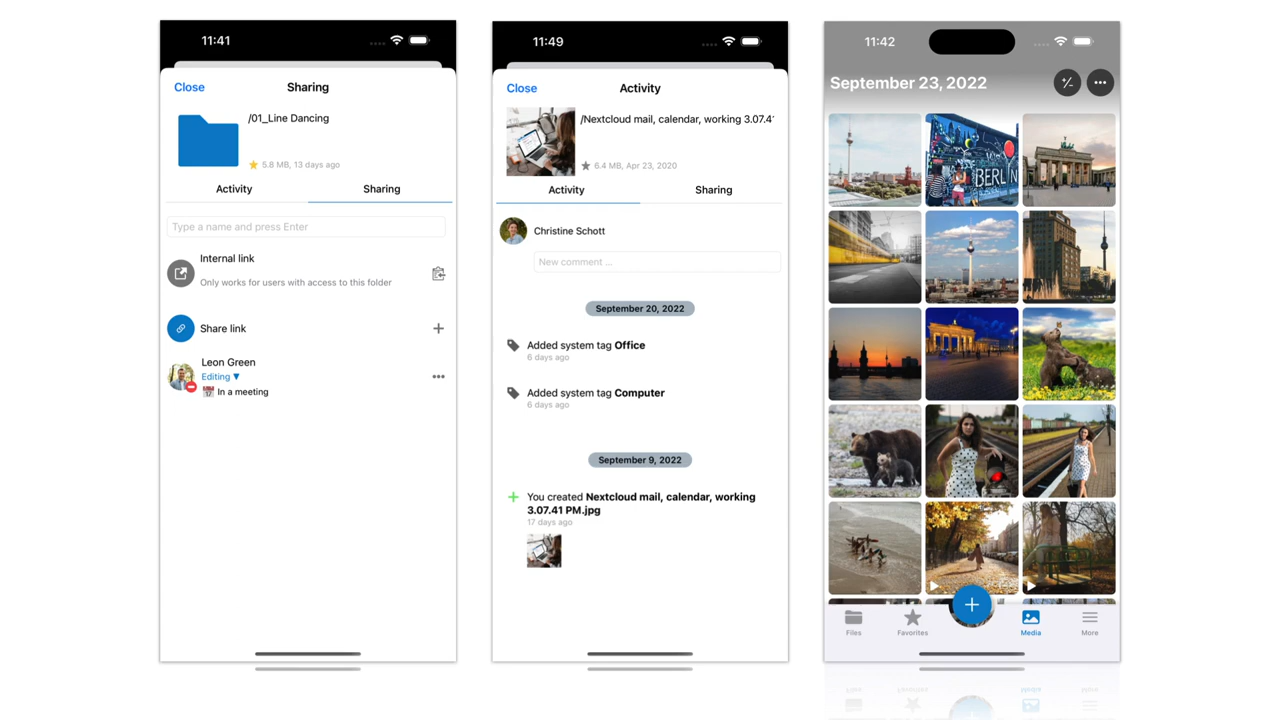 11:41
Close
Sharing
/01_Line Dancing
5.8 MB, 13 days ago
Activity
Sharing
Type a name and press Enter
Internal link
Only works for users with access to this folder
Share link
Leon Green
Editing ▼
In a meeting
11:49
Close
Activity
/Nextcloud mail, calendar, working 3.07.4
6.4 MB, Apr 23, 2020
Activity
Sharing
Christine Schott
New comment ...
September 20, 2022
Added system tag Office
6 days ago
Added system tag Computer
6 days ago
September 9, 2022
You created Nextcloud mail, calendar, working
3.07.41 PM.jpg
17 days ago
11:42
September 23, 2022
BERLIN
Files
Favorites
Media
More